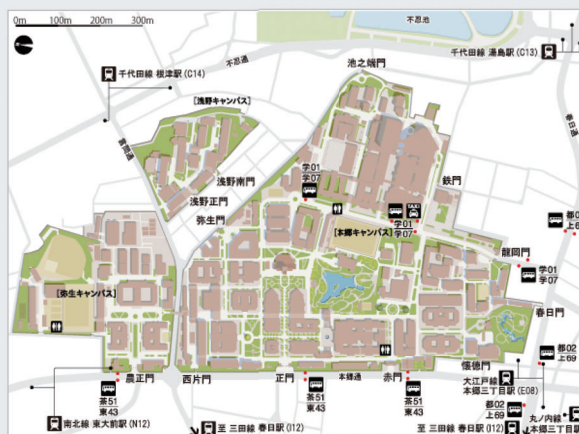 0m 100m 200m 300m
不忍池
千代田線 湯島駅 (C13)
池之端門
千代田線 根津駅 (C14)
不忍通
[浅野キャンパス]
春日通
言問通
浅野南門
浅野正門
弥生門
学01
学07
鉄門
TAXI
学01
学07
[本郷キャンパス]
都02
上69
龍岡門
学01
学07
[弥生キャンパス]
春日門
都02
上69
懐徳門
農正門
西片門
正門
本郷通
赤門
大江戸線
本郷三丁目駅 (E08)
茶51
東43
茶51
東43
茶51
東43
都02
上69
丸ノ内線
本郷三丁目
南北線 東大前駅 (N12)
至 三田線 春日駅 (I12)
至 三田線 春日駅 (I12)